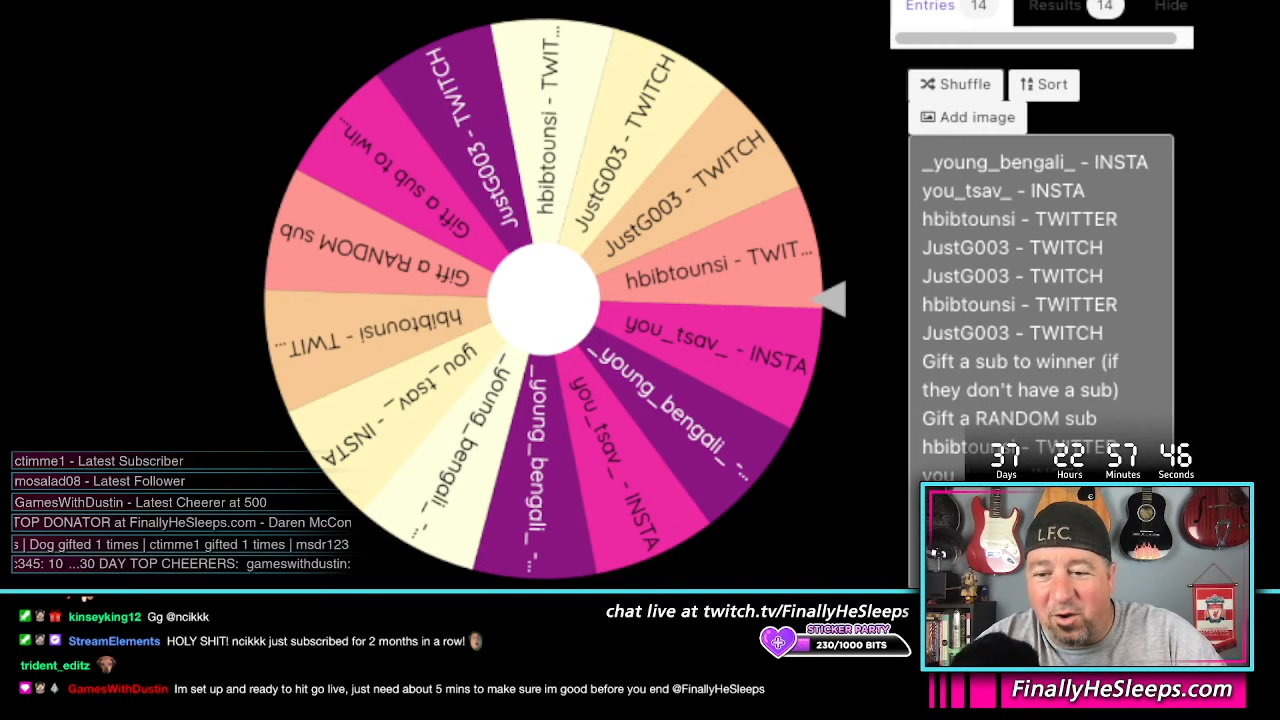 Entries 14 Results 14 Hide
Shuffle Sort
Add image
_young_bengali_ - INSTA
you_tsav_ - INSTA
hbibtounsi - TWITTER
JustG003 - TWITCH
JustG003 - TWITCH
hbibtounsi - TWITTER
JustG003 - TWITCH
Gift a sub to winner (if
they don't have a sub)
Gift a RANDOM sub
hbibtounsi - TWITTER
you
hbibtounsi - TWIT...
JustG003 - TWITCH
JustG003 - TWITCH
hbibtounsi - TWIT...
you_tsav_ - INSTA
_young_bengali_ -...
you_tsav_ - INSTA
_young_bengali_ -...
_young_bengali_ -...
you_tsav_ - INSTA
hbibtounsi - TWIT...
Gift a RANDOM sub
Gift a sub to win...
JustG003 - TWITCH
37 22 57 46
Days Hours Minutes Seconds
L.F.C.
ctimme1 - Latest Subscriber
mosalad08 - Latest Follower
GamesWithDustin - Latest Cheerer at 500
TOP DONATOR at FinallyHeSleeps.com - Daren McCon
s | Dog gifted 1 times | ctimme1 gifted 1 times | msdr123
:345: 10 ...30 DAY TOP CHEERERS: gameswithdustin:
kinseyking12 Gg @ncikkk
StreamElements HOLY SHIT! ncikkk just subscribed for 2 months in a row!
trident_editz
GamesWithDustin Im set up and ready to hit go live, just need about 5 mins to make sure im good before you end @FinallyHeSleeps
chat live at twitch.tv/FinallyHeSleeps
STICKER PARTY
230/1000 BITS
FinallyHeSleeps.com